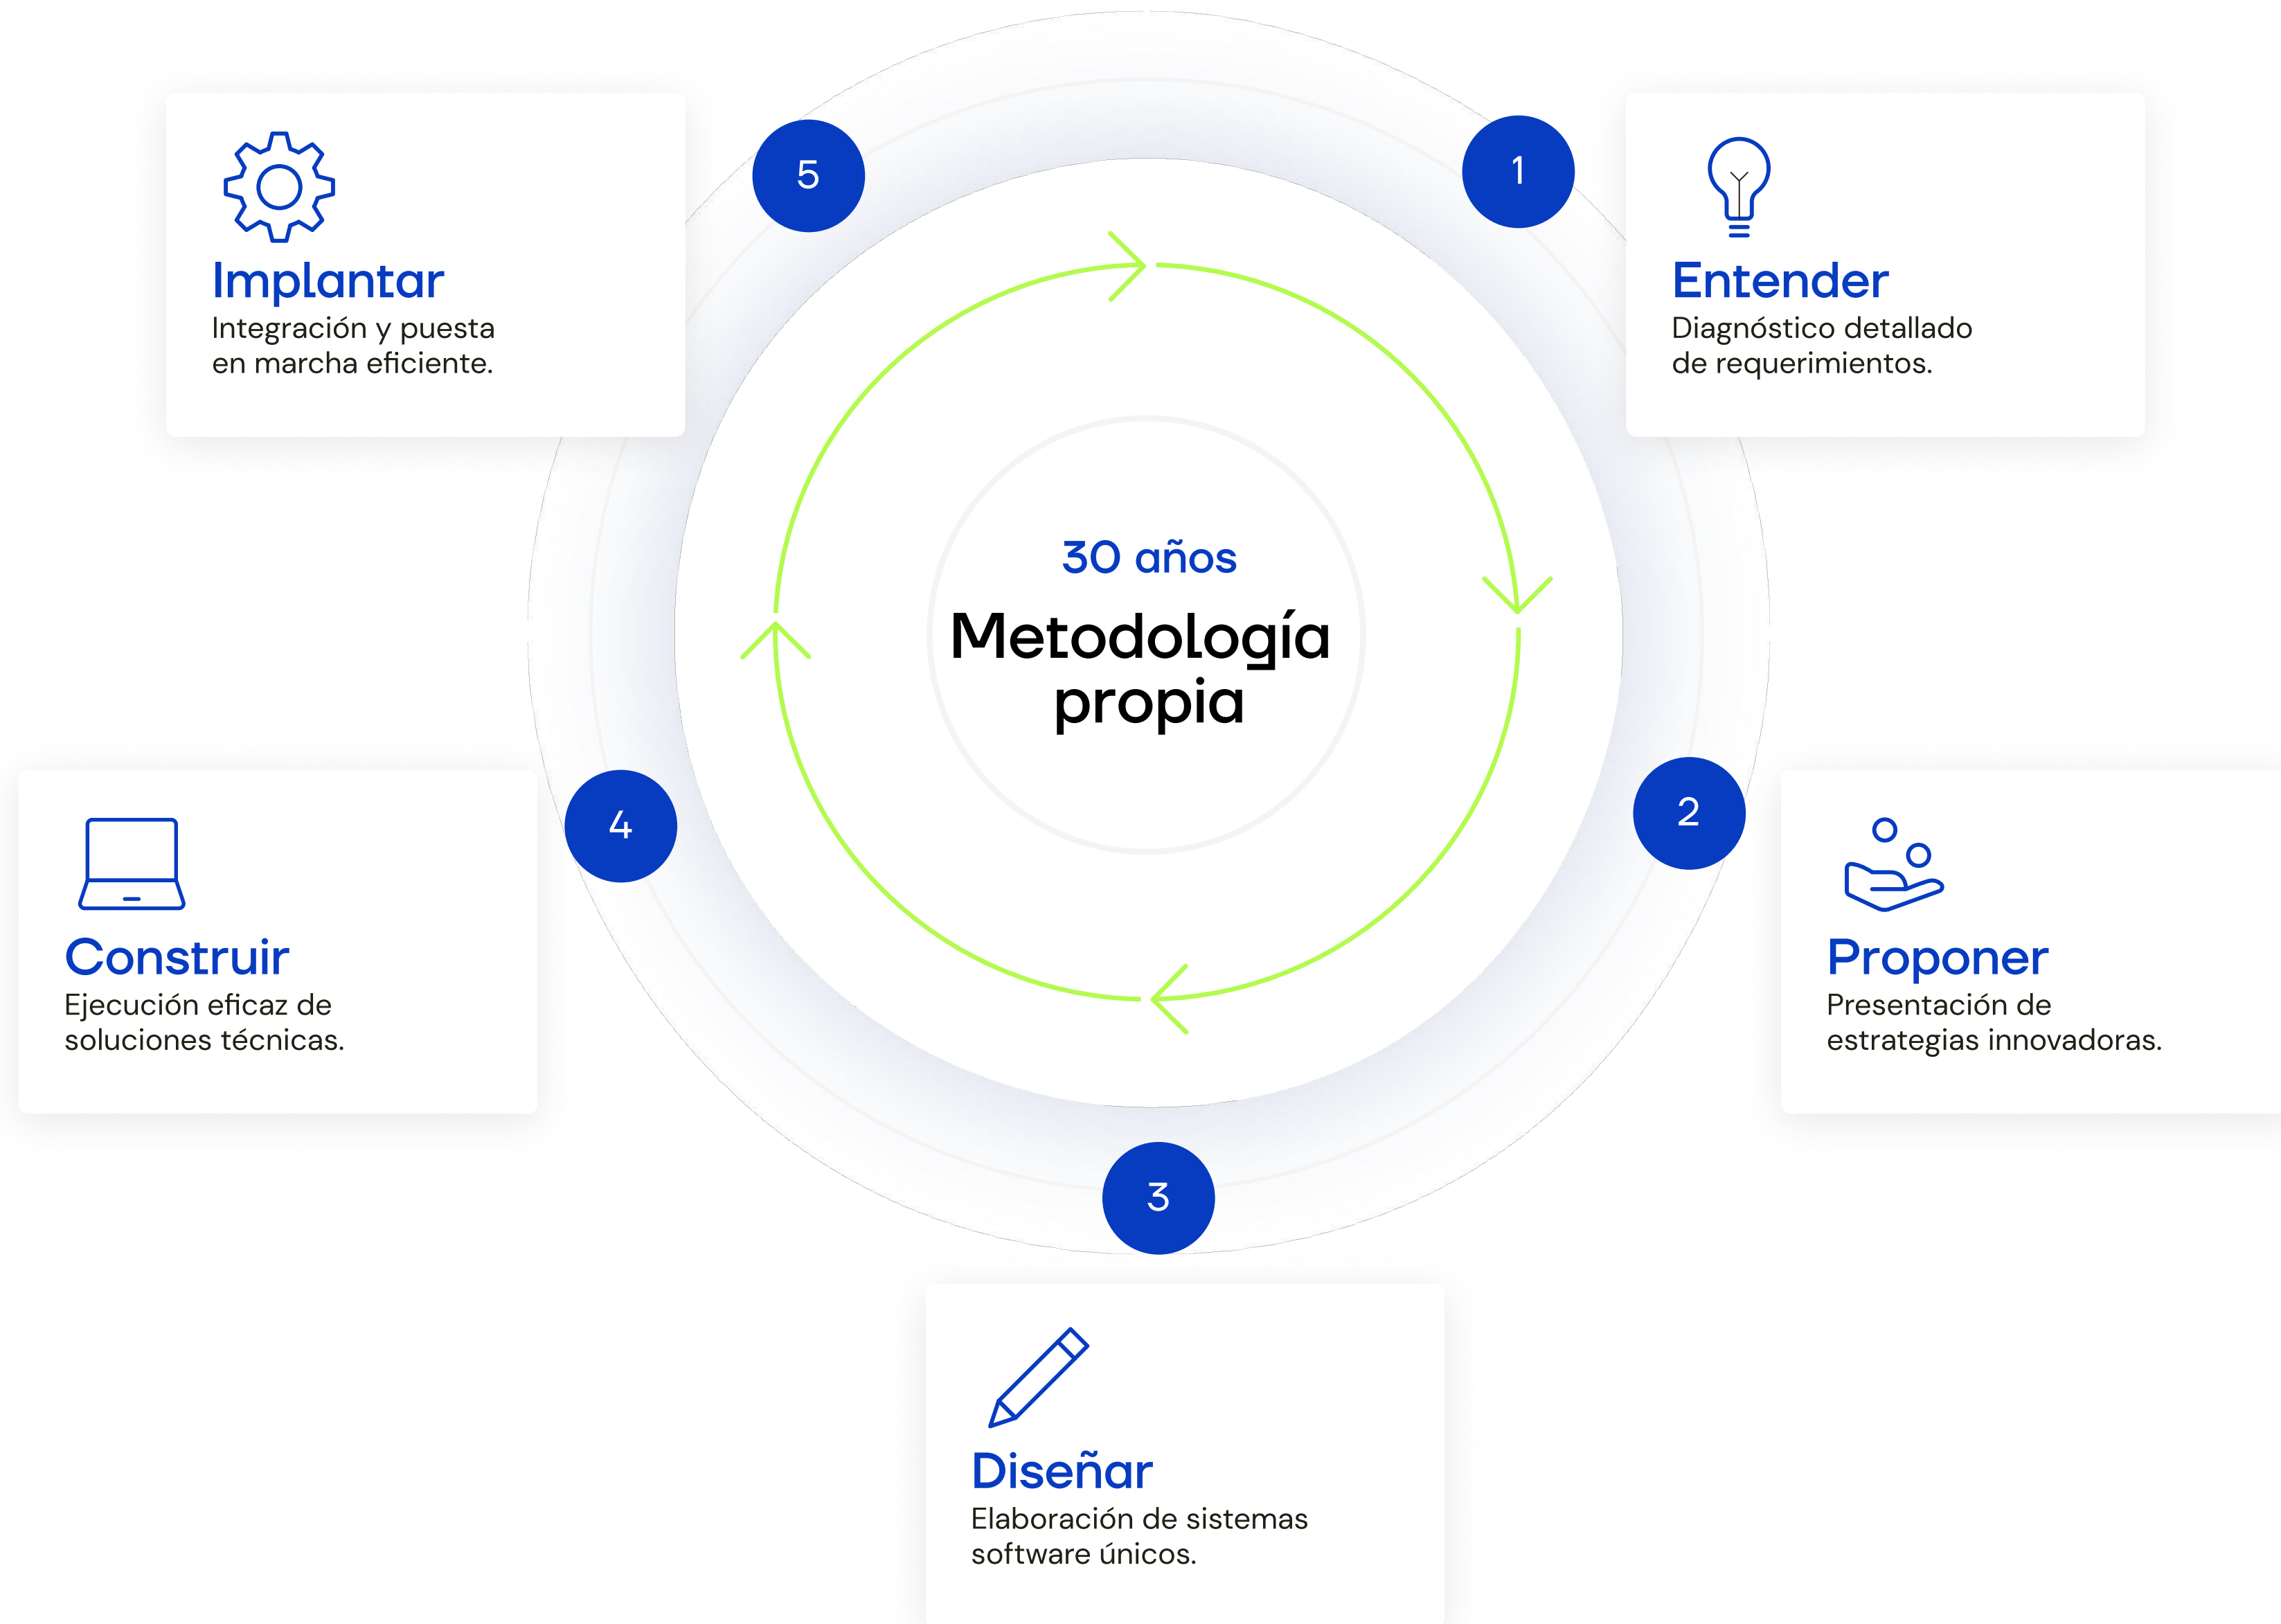 30 años
Metodología
propia
1
Entender
Diagnóstico detallado
de requerimientos.
2
Proponer
Presentación de
estrategias innovadoras.
3
Diseñar
Elaboración de sistemas
software únicos.
4
Construir
Ejecución eficaz de
soluciones técnicas.
5
Implantar
Integración y puesta
en marcha eficiente.